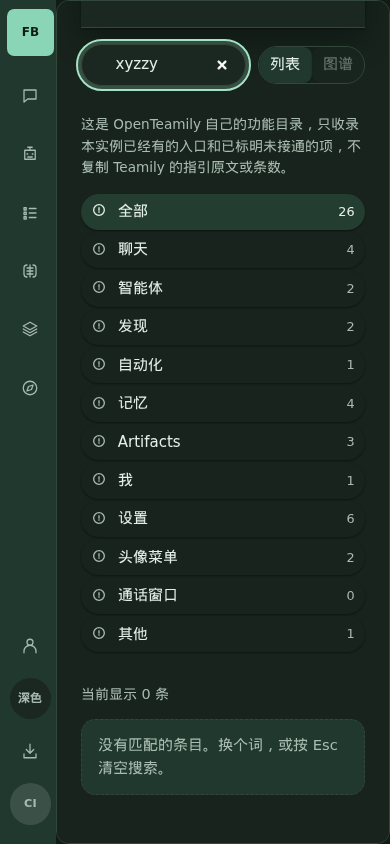 FB
xyzzy
列表
图谱
这是 OpenTeamily 自己的功能目录，只收录
本实例已经有的入口和已标明未接通的项，不
复制 Teamily 的指引原文或条数。
全部 26
聊天 4
智能体 2
发现 2
自动化 1
记忆 4
Artifacts 3
我 1
设置 6
头像菜单 2
通话窗口 0
其他 1
深色
当前显示 0 条
没有匹配的条目。换个词，或按 Esc
清空搜索。
CI